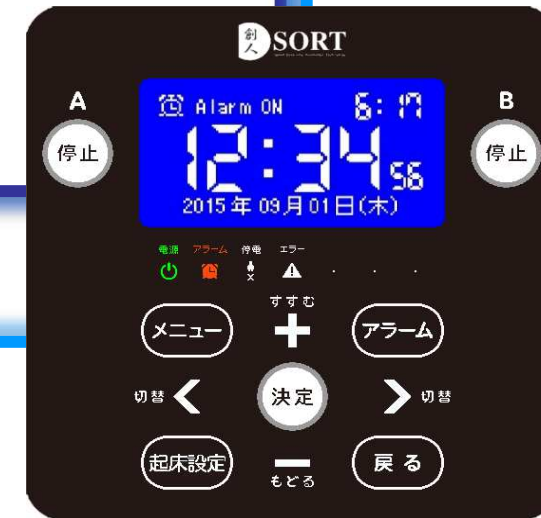 創人 SORT
A
B
停止
停止
Alarm ON 6:17
12:34 56
2015年09月01日(木)
電源 アラーム 停電 エラー
すすむ
メニュー
アラーム
切替
決定
切替
起床設定
戻る
もどる